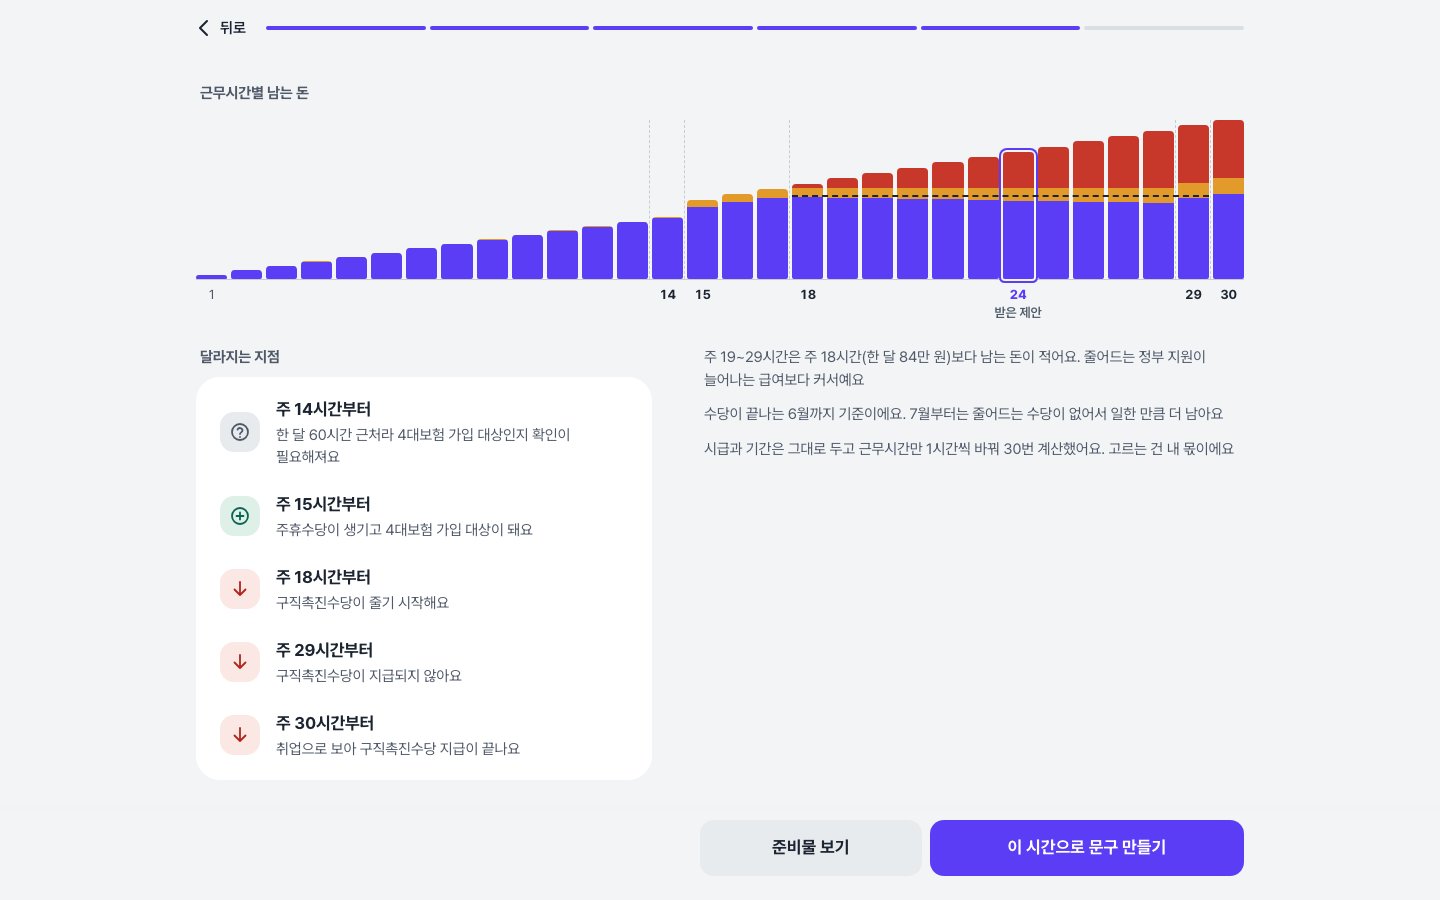 뒤로
근무시간별 남는 돈
1
14
15
18
24
29
30
받은 제안
달라지는 지점
주 14시간부터
한 달 60시간 근처라 4대보험 가입 대상인지 확인이
필요해져요
주 15시간부터
주휴수당이 생기고 4대보험 가입 대상이 돼요
주 18시간부터
구직촉진수당이 줄기 시작해요
주 29시간부터
구직촉진수당이 지급되지 않아요
주 30시간부터
취업으로 보아 구직촉진수당 지급이 끝나요
주 19~29시간은 주 18시간(한 달 84만 원)보다 남는 돈이 적어요. 줄어드는 정부 지원이
늘어나는 급여보다 커서예요
수당이 끝나는 6월까지 기준이에요. 7월부터는 줄어드는 수당이 없어서 일한 만큼 더 남아요
시급과 기간은 그대로 두고 근무시간만 1시간씩 바꿔 30번 계산했어요. 고르는 건 내 몫이에요
준비물 보기
이 시간으로 문구 만들기